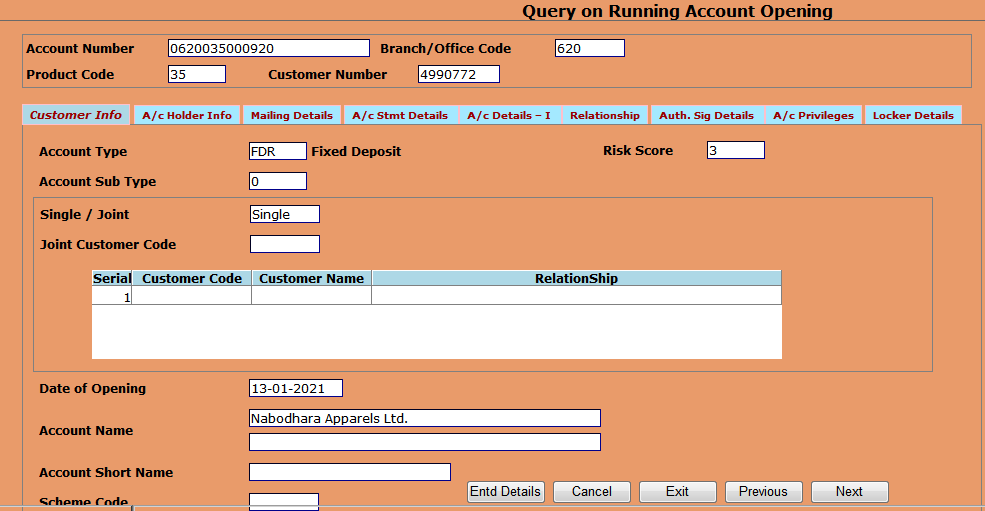 Query on Running Account Opening
Account Number 0620035000920 Branch/Office Code 620
Product Code 35 Customer Number 4990772
Customer Info A/c Holder Info Mailing Details A/c Stmt Details A/c Details – I Relationship Auth. Sig Details A/c Privileges Locker Details
Account Type FDR Fixed Deposit Risk Score 3
Account Sub Type 0
Single / Joint Single
Joint Customer Code
Serial Customer Code Customer Name RelationShip
1
Date of Opening 13-01-2021
Nabodhara Apparels Ltd.
Account Name
Account Short Name
Entd Details Cancel Exit Previous Next
Scheme Code